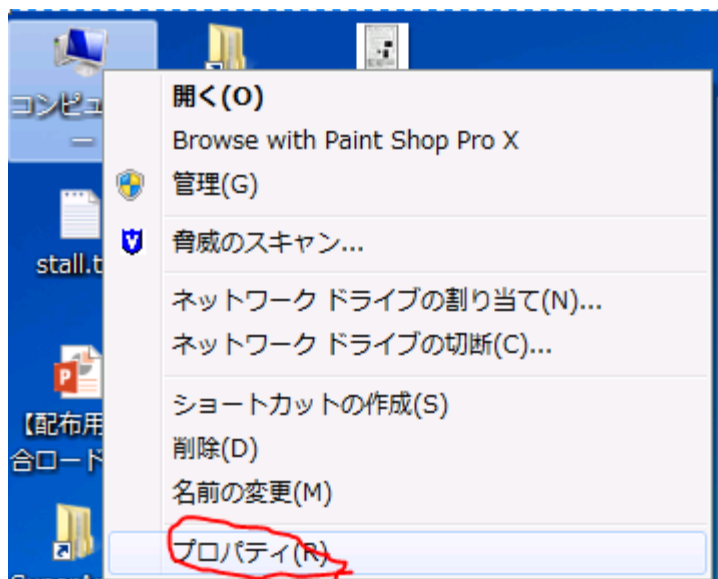 コンピュ
ー
開く(O)
Browse with Paint Shop Pro X
管理(G)
脅威のスキャン...
stall.t
ネットワーク ドライブの割り当て(N)...
ネットワーク ドライブの切断(C)...
ショートカットの作成(S)
【配布用
合ロード
削除(D)
名前の変更(M)
プロパティ(R)